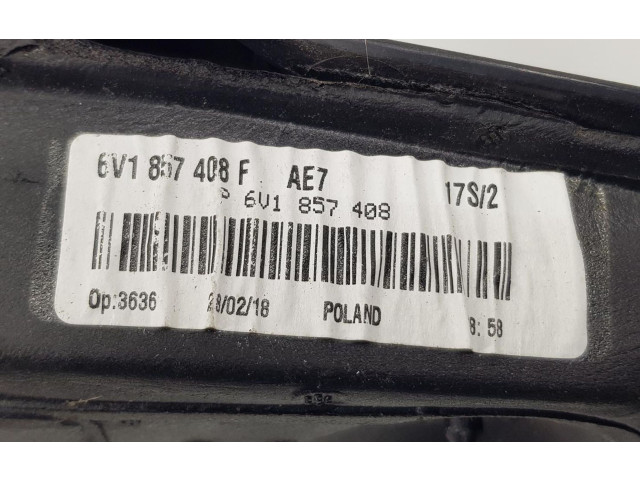 6V1 857 408 F AE7 17S/2
P 6V1 857 408
Op:3636 28/02/18 POLAND 8:58